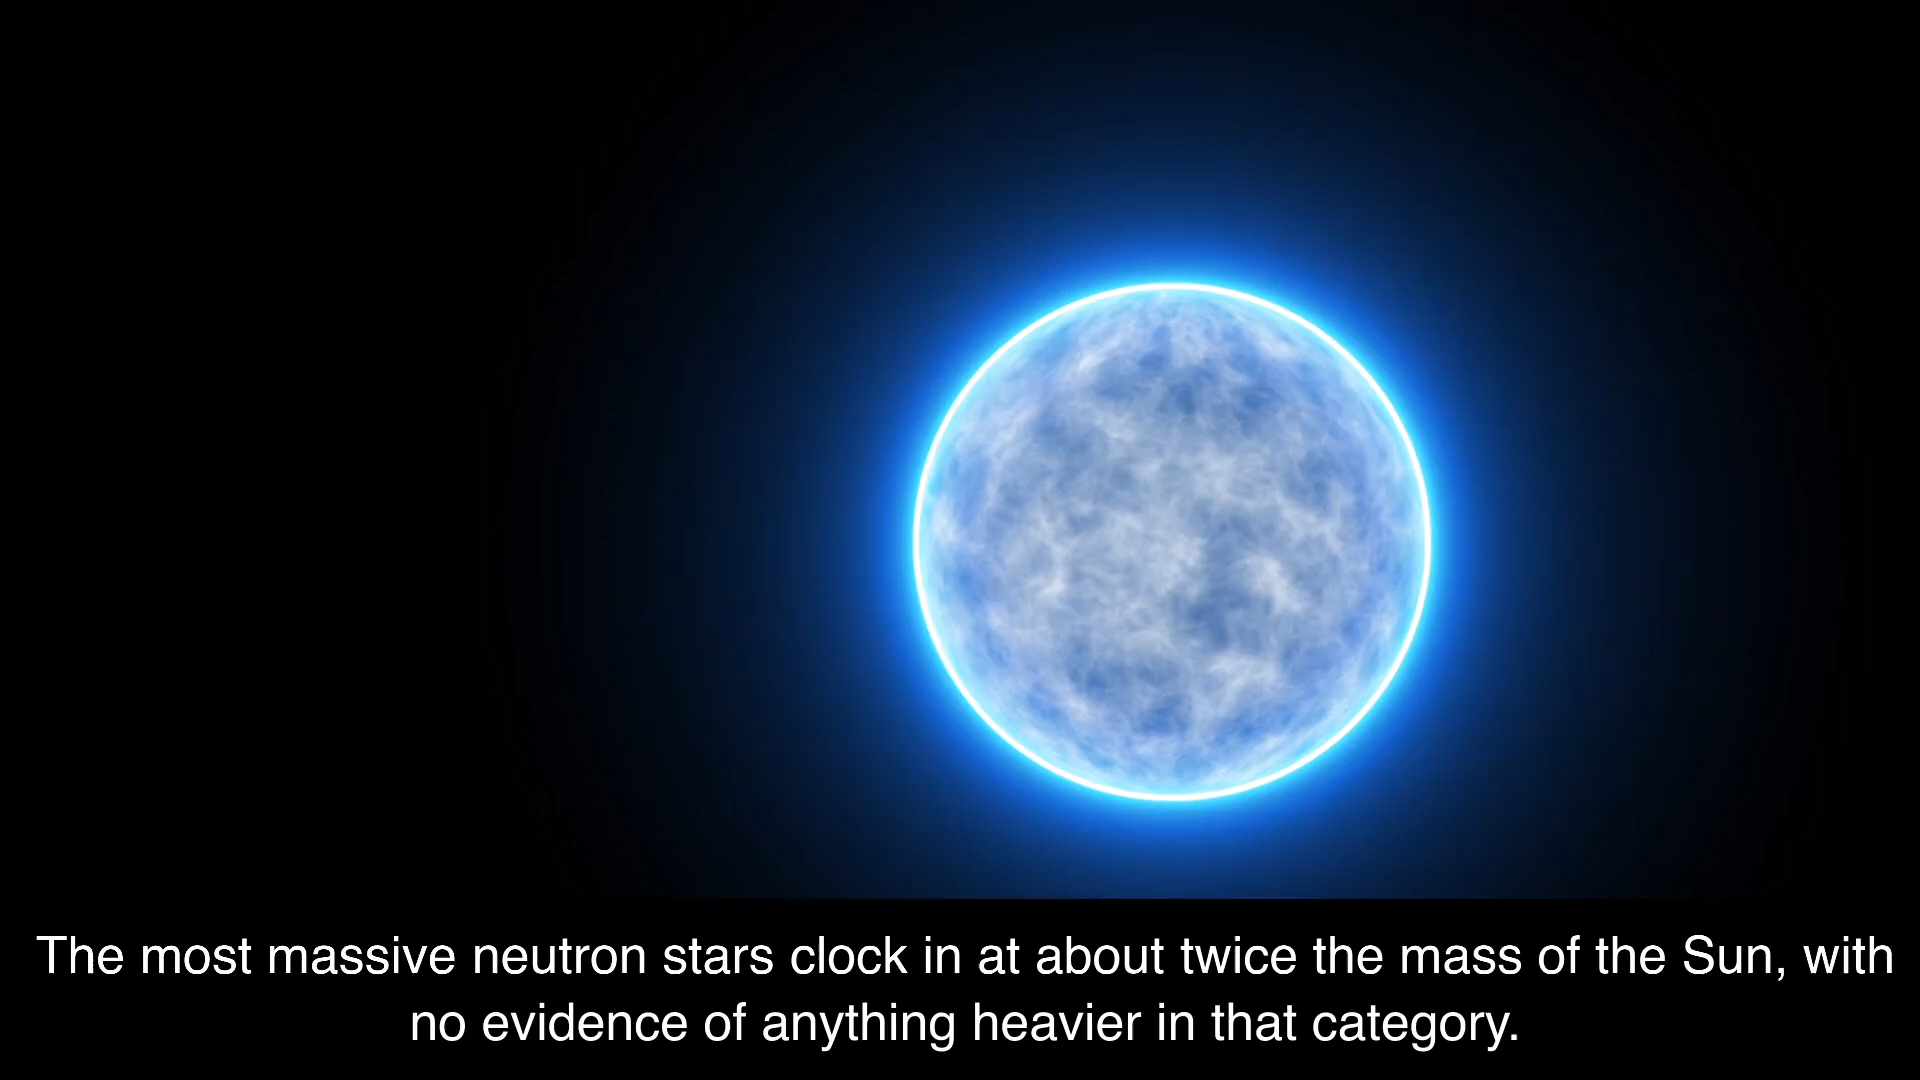 The most massive neutron stars clock in at about twice the mass of the Sun, with
no evidence of anything heavier in that category.